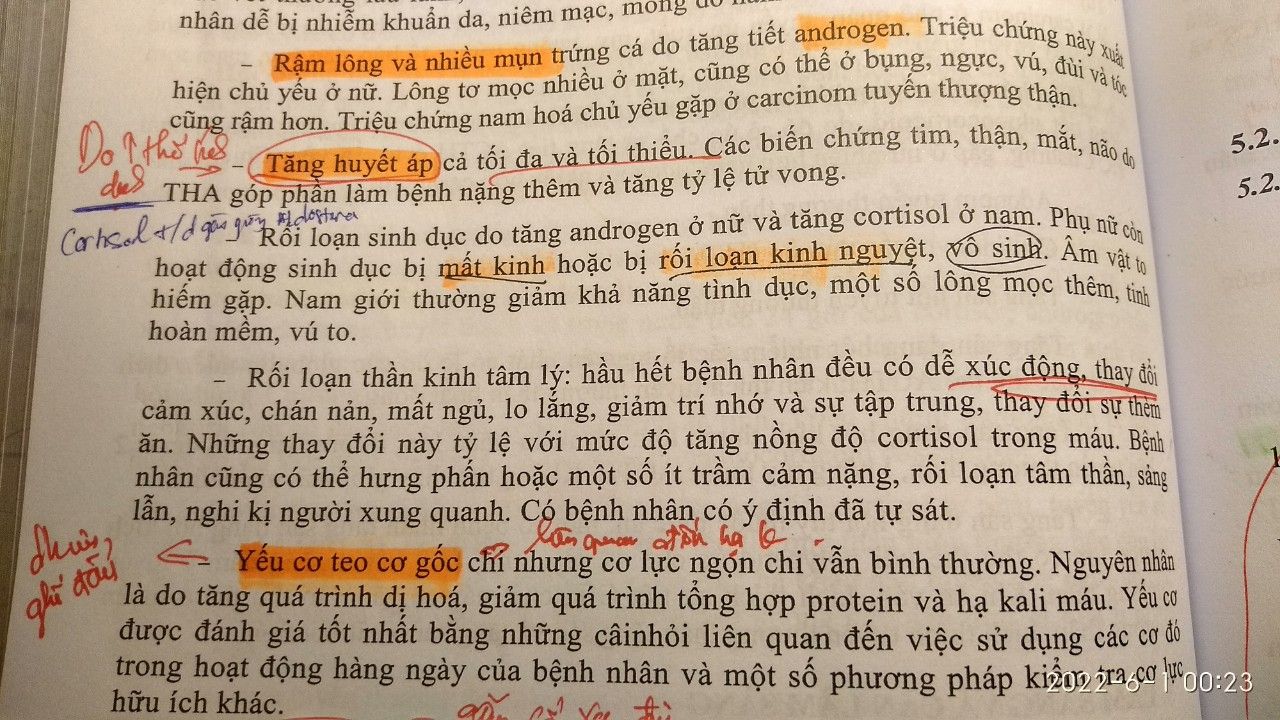 nhân dễ bị nhiễm khuẩn da, niêm mạc, móng do
– Rậm lông và nhiều mụn trứng cá do tăng tiết androgen. Triệu chứng này xuất
hiện chủ yếu ở nữ. Lông tơ mọc nhiều ở mặt, cũng có thể ở bụng, ngực, vú, đùi và tóc
cũng rậm hơn. Triệu chứng nam hoá chủ yếu gặp ở carcinom tuyến thượng thận.
Do ↑
– Tăng huyết áp cả tối đa và tối thiểu. Các biến chứng tim, thận, mắt, não do
THA góp phần làm bệnh nặng thêm và tăng tỷ lệ tử vong.
Cortisol t/d
Rối loạn sinh dục do tăng androgen ở nữ và tăng cortisol ở nam. Phụ nữ còn
hoạt động sinh dục bị mất kinh hoặc bị rối loạn kinh nguyệt, vô sinh. Âm vật to
hiếm gặp. Nam giới thường giảm khả năng tình dục, một số lông mọc thêm, tinh
hoàn mềm, vú to.
– Rối loạn thần kinh tâm lý: hầu hết bệnh nhân đều có dễ xúc động, thay đổi
cảm xúc, chán nản, mất ngủ, lo lắng, giảm trí nhớ và sự tập trung, thay đổi sự thèm
ăn. Những thay đổi này tỷ lệ với mức độ tăng nồng độ cortisol trong máu. Bệnh
nhân cũng có thể hưng phấn hoặc một số ít trầm cảm nặng, rối loạn tâm thần, sảng
lẫn, nghi kị người xung quanh. Có bệnh nhân có ý định đã tự sát.
– Yếu cơ teo cơ gốc chi nhưng cơ lực ngọn chi vẫn bình thường. Nguyên nhân
là do tăng quá trình dị hoá, giảm quá trình tổng hợp protein và hạ kali máu. Yếu cơ
được đánh giá tốt nhất bằng những câinhỏi liên quan đến việc sử dụng các cơ đó
trong hoạt động hàng ngày của bệnh nhân và một số phương pháp kiểm tra cơ lực
hữu ích khác.
5.2.
5.2.
2022-6-1 00:23